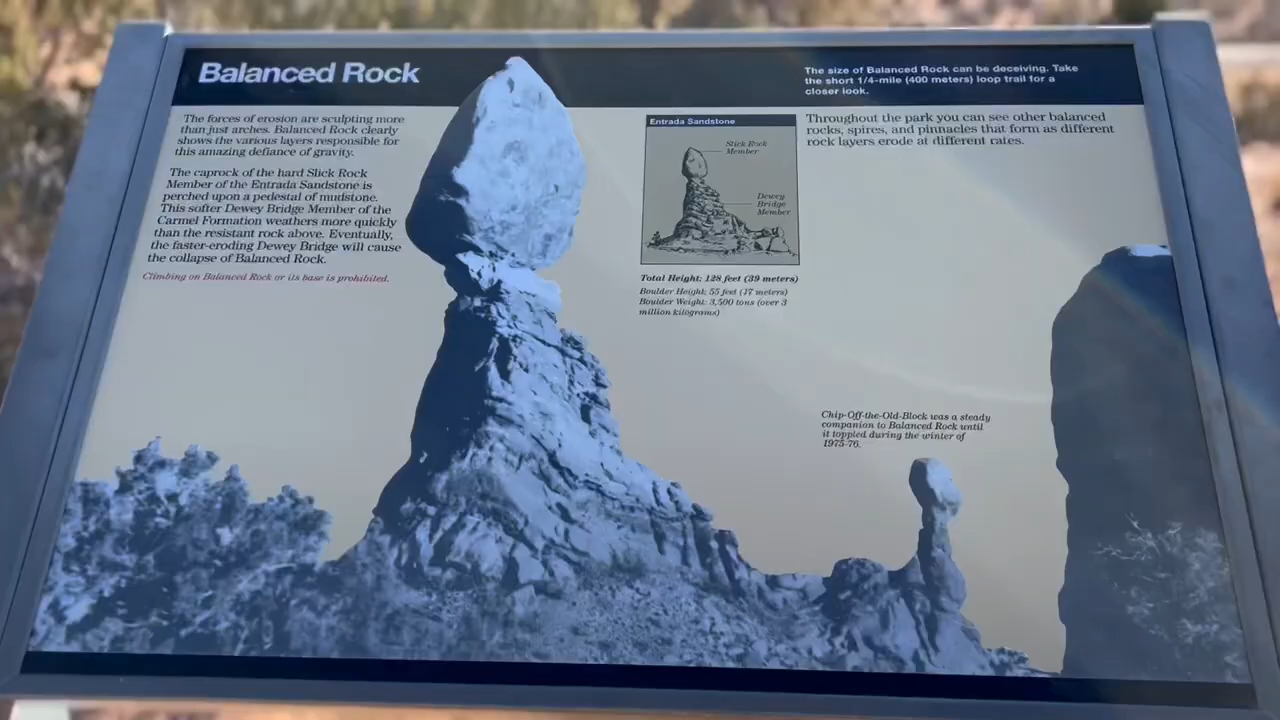 Balanced Rock
The size of Balanced Rock can be deceiving. Take
the short 1/4-mile (400 meters) loop trail for a
closer look.
The forces of erosion are sculpting more
than just arches. Balanced Rock clearly
shows the various layers responsible for
this amazing defiance of gravity.
The caprock of the hard Slick Rock
Member of the Entrada Sandstone is
perched upon a pedestal of mudstone.
This softer Dewey Bridge Member of the
Carmel Formation weathers more quickly
than the resistant rock above. Eventually,
the faster-eroding Dewey Bridge will cause
the collapse of Balanced Rock.
Climbing on Balanced Rock or its base is prohibited.
Entrada Sandstone
Slick Rock
Member
Dewey
Bridge
Member
Total Height: 128 feet (39 meters)
Boulder Height: 55 feet (17 meters)
Boulder Weight: 3,500 tons (over 3
million kilograms)
Throughout the park you can see other balanced
rocks, spires, and pinnacles that form as different
rock layers erode at different rates.
Chip-Off-the-Old-Block was a steady
companion to Balanced Rock until
it toppled during the winter of
1975-76.